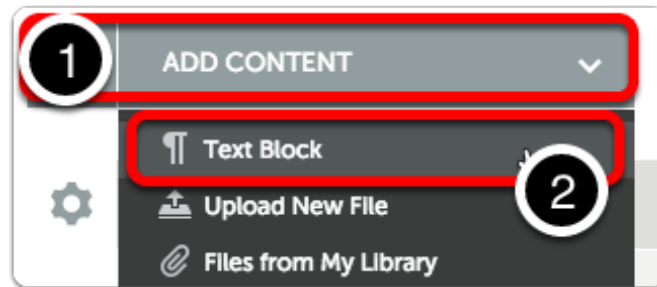 1
ADD CONTENT
Text Block
2
Upload New File
Files from My Library